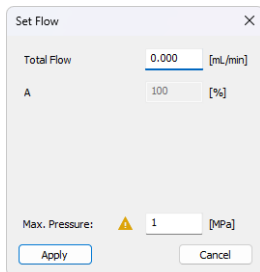 Set Flow
Total Flow 0.000 [mL/min]
A 100 [%]
Max. Pressure: 1 [MPa]
Apply Cancel